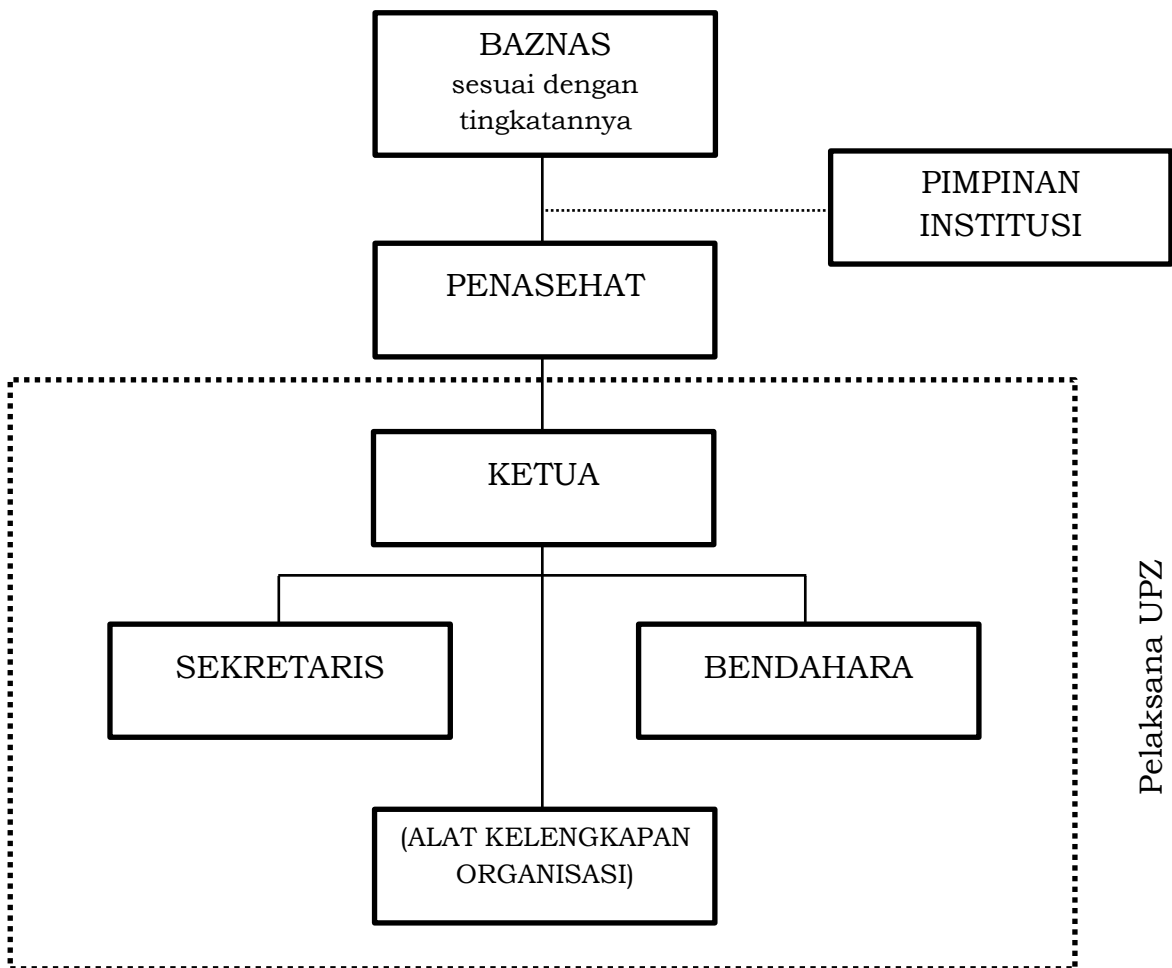 BAZNAS
sesuai dengan
tingkatannya
PIMPINAN
INSTITUSI
PENASEHAT
KETUA
SEKRETARIS
BENDAHARA
(ALAT KELENGKAPAN
ORGANISASI)
Pelaksana UPZ